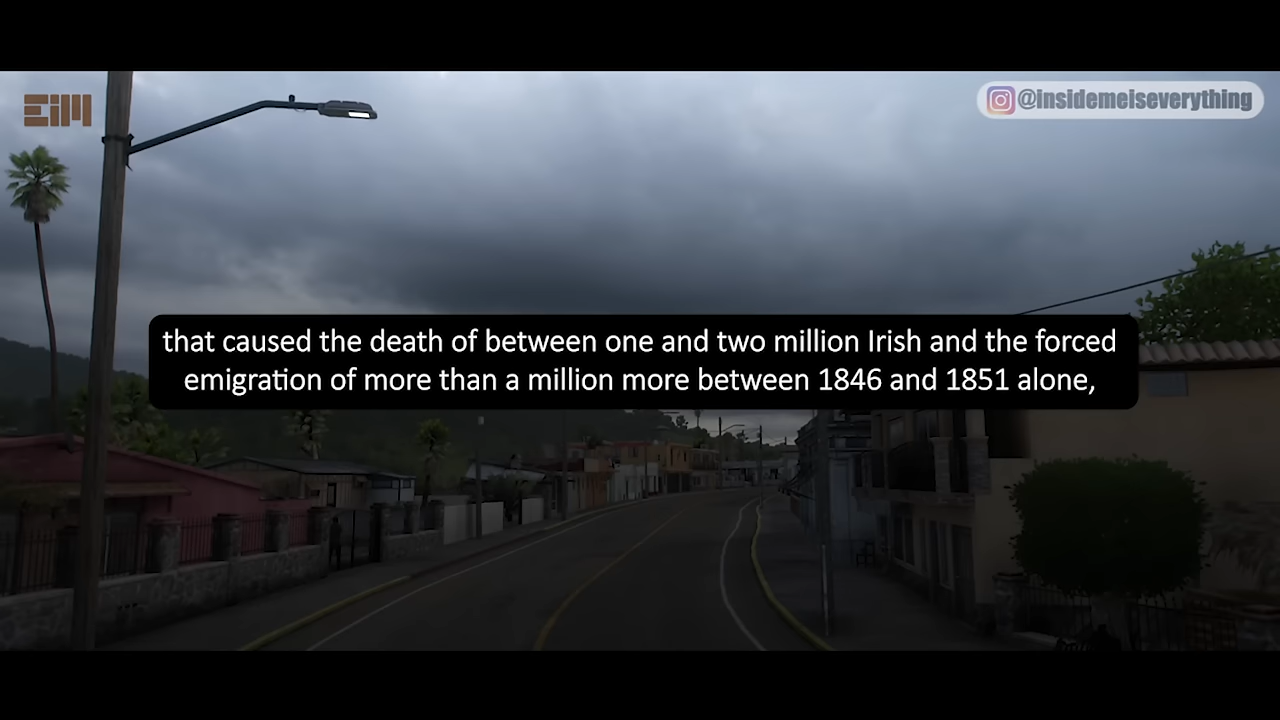 EiM
@insidemeiseverything
that caused the death of between one and two million Irish and the forced
emigration of more than a million more between 1846 and 1851 alone,